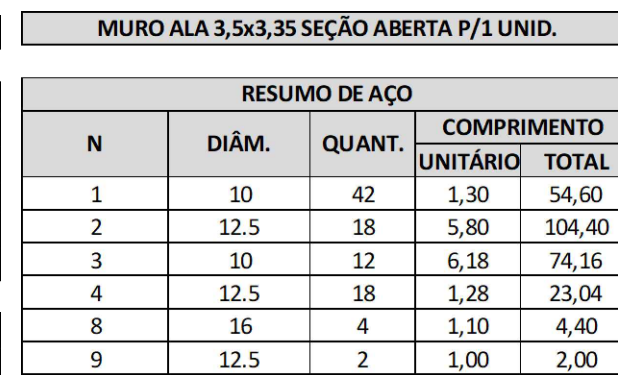 MURO ALA 3,5x3,35 SEÇÃO ABERTA P/1 UNID.
RESUMO DE AÇO
N DIÂM. QUANT. COMPRIMENTO
UNITÁRIO TOTAL
1 10 42 1,30 54,60
2 12.5 18 5,80 104,40
3 10 12 6,18 74,16
4 12.5 18 1,28 23,04
8 16 4 1,10 4,40
9 12.5 2 1,00 2,00